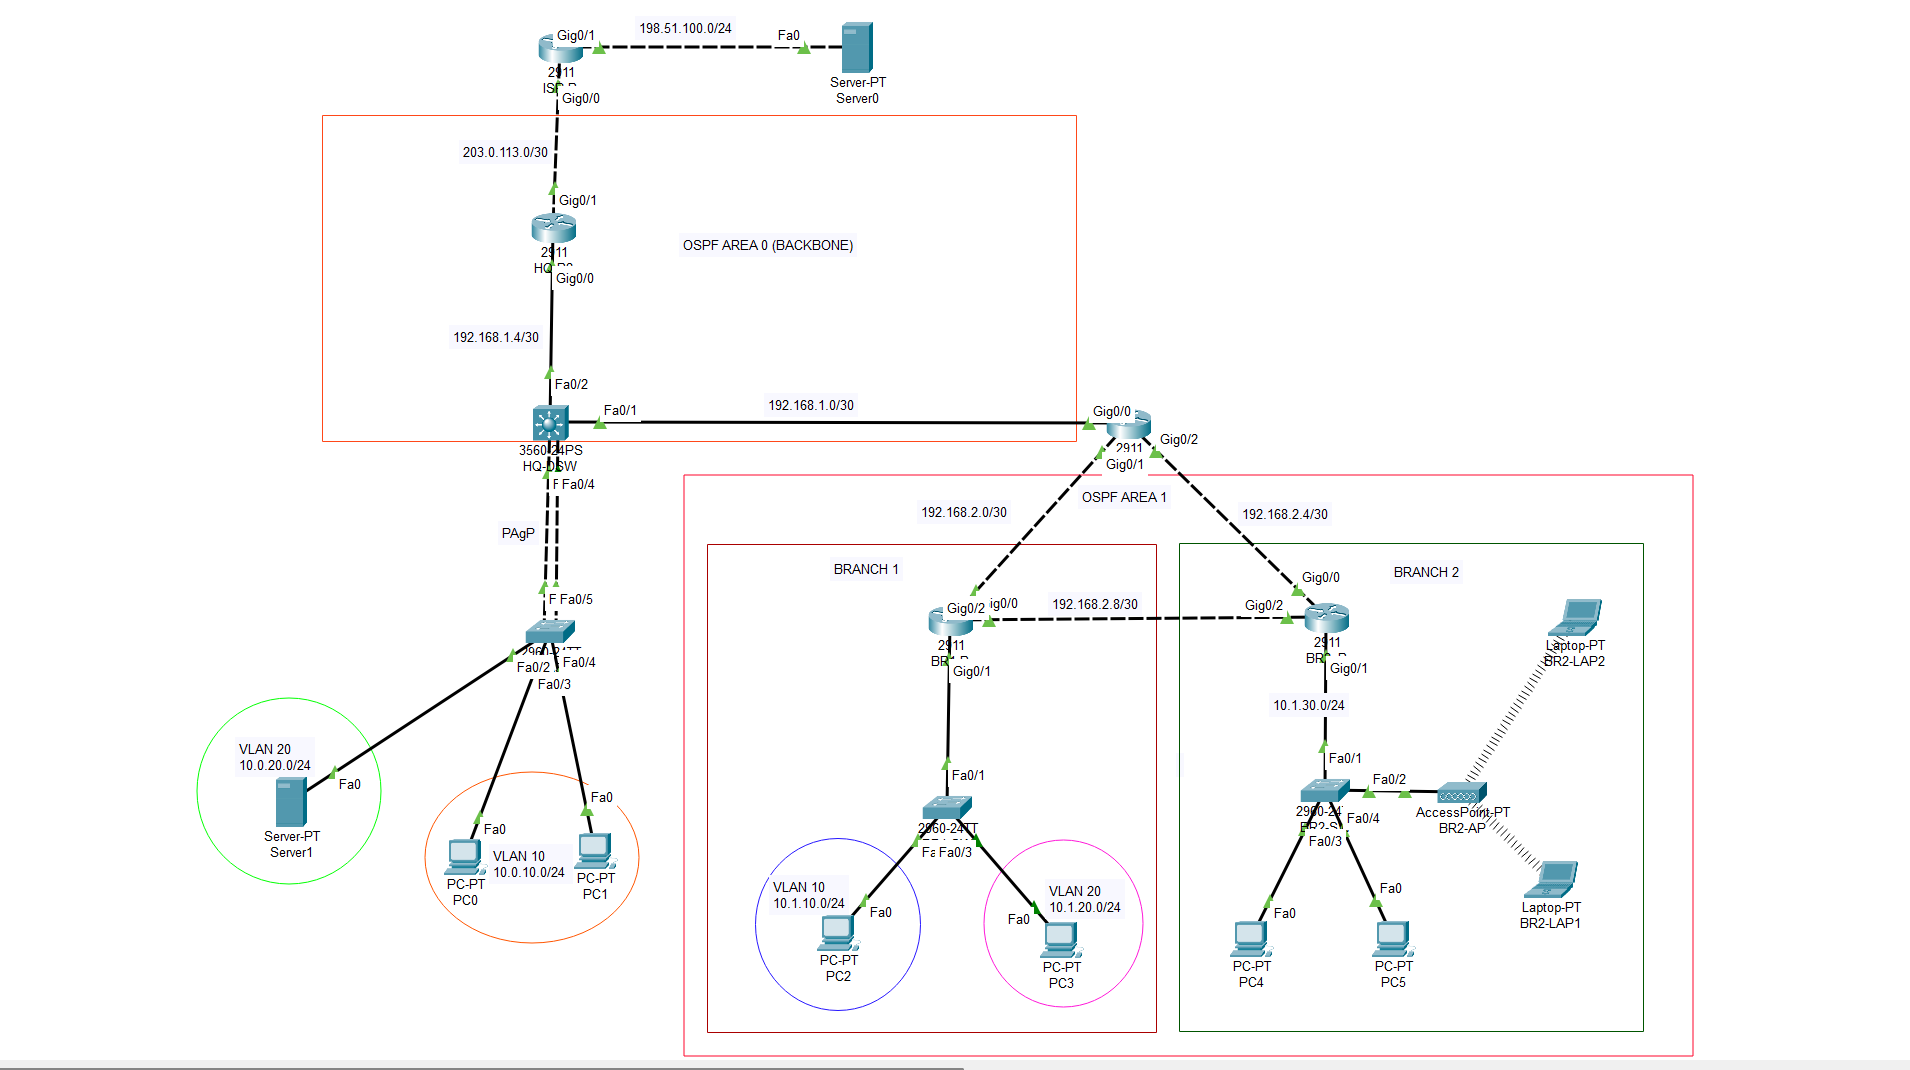 Gig0/1
198.51.100.0/24
Fa0
2911
Server-PT
Server0
Gig0/0
203.0.113.0/30
Gig0/1
OSPF AREA 0 (BACKBONE)
2911
Gig0/0
192.168.1.4/30
Fa0/2
Fa0/1
192.168.1.0/30
Gig0/0
Gig0/2
2911
Gig0/1
3560-24PS
HQ-DSW
Fa0/4
OSPF AREA 1
192.168.2.0/30
192.168.2.4/30
PAgP
BRANCH 1
BRANCH 2
Gig0/0
Fa0/5
Gig0/2
192.168.2.8/30
Gig0/2
2911
2911
Laptop-PT
BR2-LAP2
Fa0/2
Fa0/4
Fa0/3
Gig0/1
Gig0/1
10.1.30.0/24
VLAN 20
10.0.20.0/24
Fa0
Fa0/1
Fa0/1
Fa0/2
Server-PT
Server1
Fa0
Fa0
VLAN 10
10.0.10.0/24
PC-PT
PC0
PC-PT
PC1
2960-24TT
Fa0/3
Fa0/4
Fa0/3
AccessPoint-PT
BR2-AP
VLAN 10
10.1.10.0/24
Fa0
PC-PT
PC2
VLAN 20
10.1.20.0/24
Fa0
PC-PT
PC3
Fa0
PC-PT
PC4
Fa0
PC-PT
PC5
Laptop-PT
BR2-LAP1